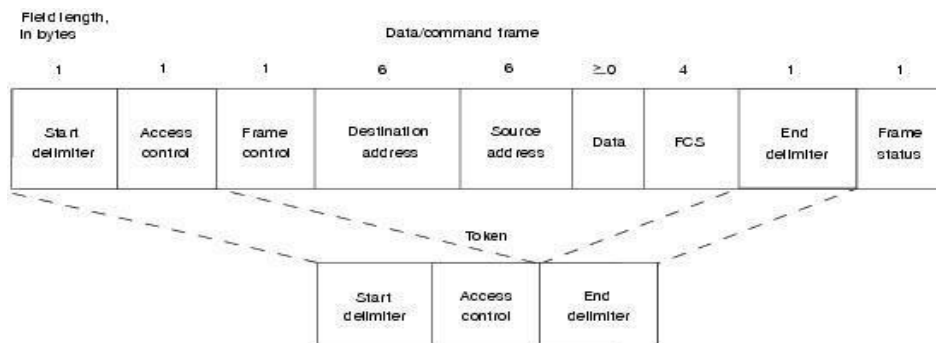 Field length,
In bytes
Data/command frame
1 1 1 6 6 ≥0 4 1 1
Start
delimiter
Access
control
Frame
control
Destination
address
Source
address
Data
FCS
End
delimiter
Frame
status
Token
Start
delimiter
Access
control
End
delimiter